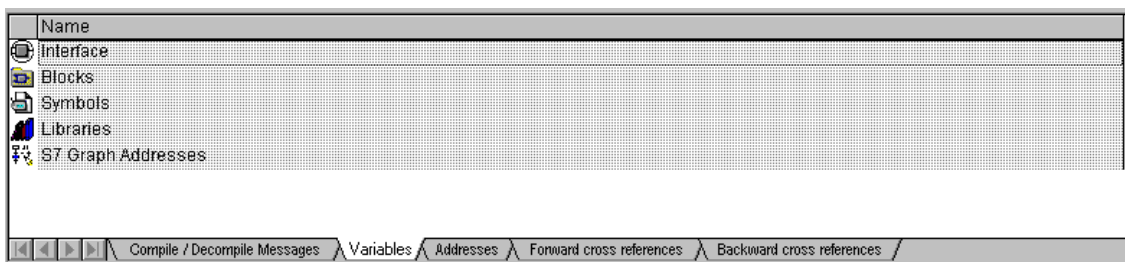 Name
Interface
Blocks
Symbols
Libraries
S7 Graph Addresses
Compile / Decompile Messages Variables Addresses Forward cross references Backward cross references